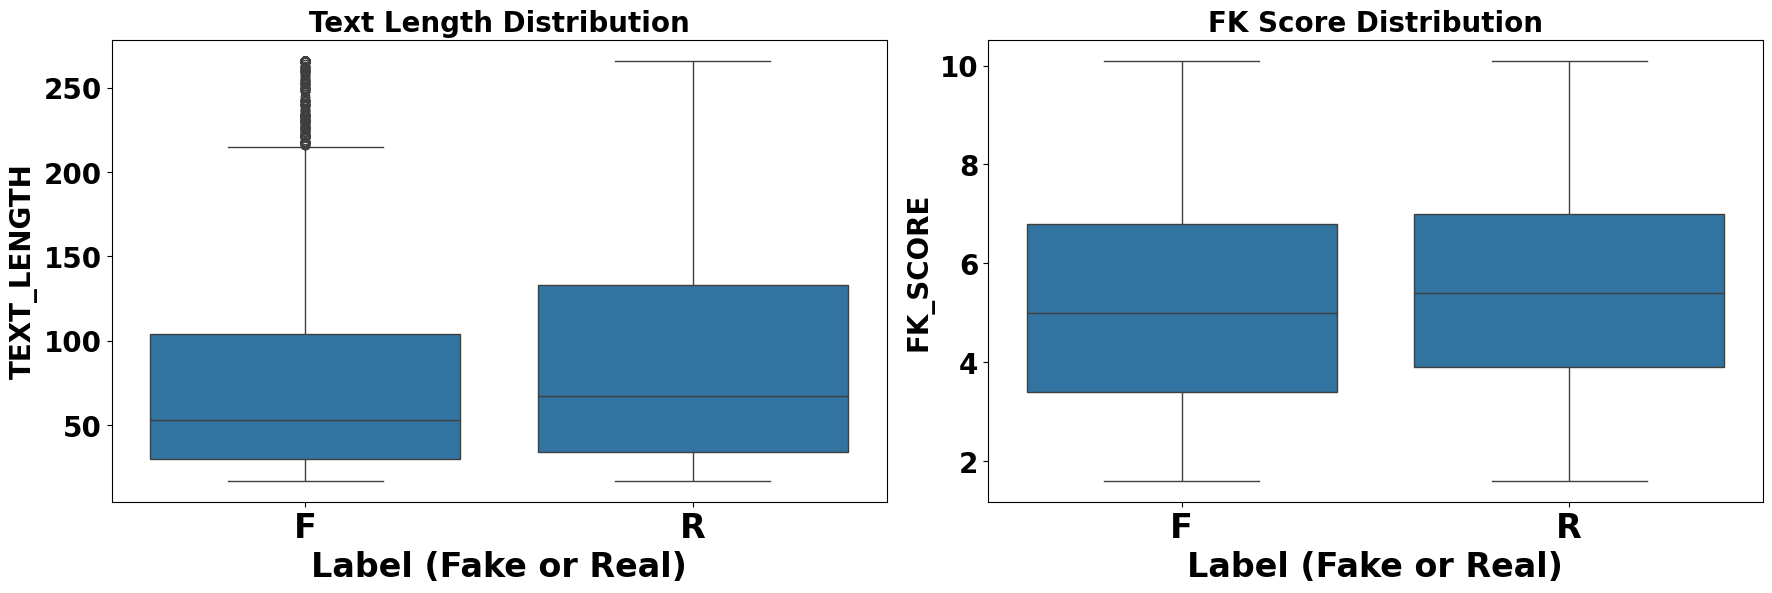 Text Length Distribution
TEXT_LENGTH
250
200
150
100
50
F
R
Label (Fake or Real)
FK Score Distribution
FK_SCORE
10
8
6
4
2
F
R
Label (Fake or Real)